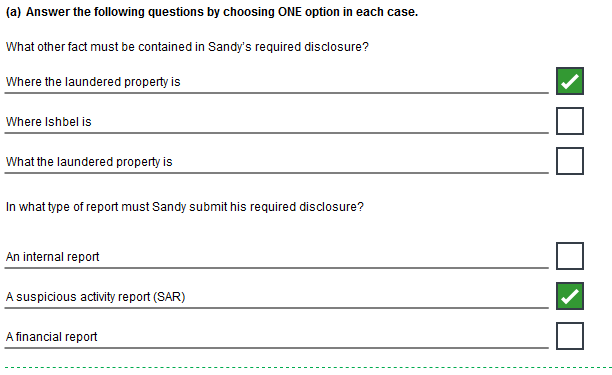 (a) Answer the following questions by choosing ONE option in each case.
What other fact must be contained in Sandy's required disclosure?
Where the laundered property is
Where Ishbel is
What the laundered property is
In what type of report must Sandy submit his required disclosure?
An internal report
A suspicious activity report (SAR)
A financial report